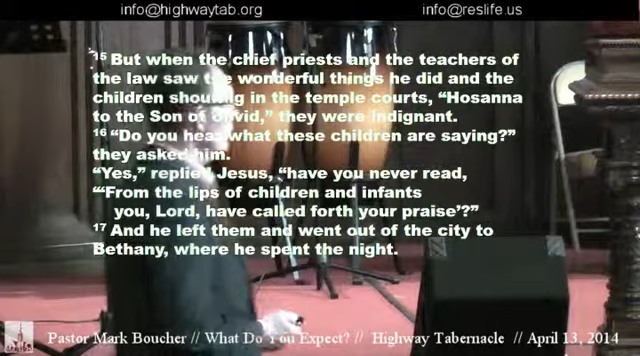 info@highwaytab.org info@reslife.us
15 But when the chief priests and the teachers of
the law saw the wonderful things he did and the
children shouting in the temple courts, “Hosanna
to the Son of David,” they were indignant.
16 “Do you hear what these children are saying?”
they asked him.
“Yes,” replied Jesus, “have you never read,
“‘From the lips of children and infants
you, Lord, have called forth your praise’?”
17 And he left them and went out of the city to
Bethany, where he spent the night.
Pastor Mark Boucher // What Do You Expect? // Highway Tabernacle // April 13, 2014